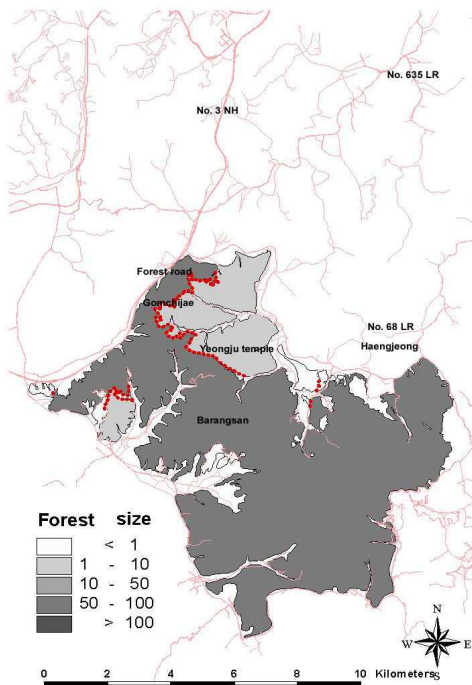 No. 635 LR
No. 3 NH
Forest road
Gomchijae
No. 68 LR
Haengjeong
Yeongju temple
Barangsan
Forest size
< 1
1 - 10
10 - 50
50 - 100
> 100
N
W E
S
0 2 4 6 8 10 Kilometers